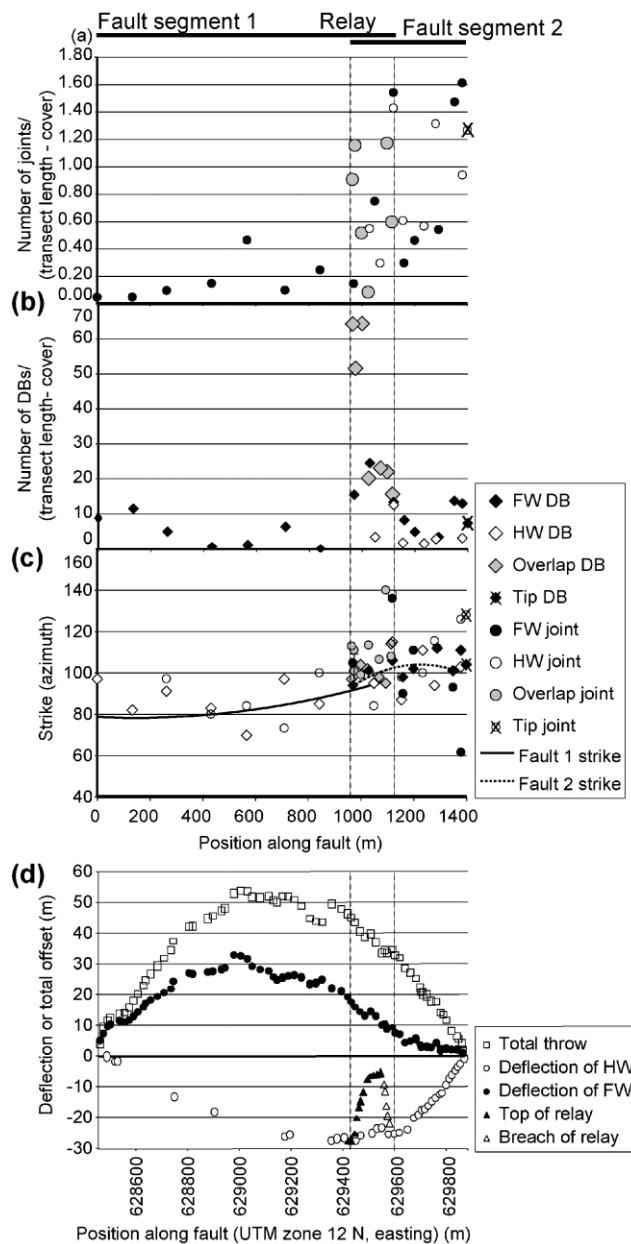 Fault segment 1 Relay
Fault segment 2
(a)
1.80
1.60
1.40
1.20
1.00
0.80
0.60
0.40
0.20
0.00
Number of joints/
(transect length - cover)
(b)
70
60
50
40
30
20
10
0
Number of DBs/
(transect length- cover)
(c)
160
140
120
100
80
60
40
Strike (azimuth)
0 200 400 600 800 1000 1200 1400
Position along fault (m)
FW DB
HW DB
Overlap DB
Tip DB
FW joint
HW joint
Overlap joint
Tip joint
Fault 1 strike
Fault 2 strike
(d)
60
50
40
30
20
10
0
-10
-20
-30
Deflection or total offset (m)
628600
628800
629000
629200
629400
629600
629800
Position along fault (UTM zone 12 N, easting) (m)
Total throw
Deflection of HW
Deflection of FW
Top of relay
Breach of relay